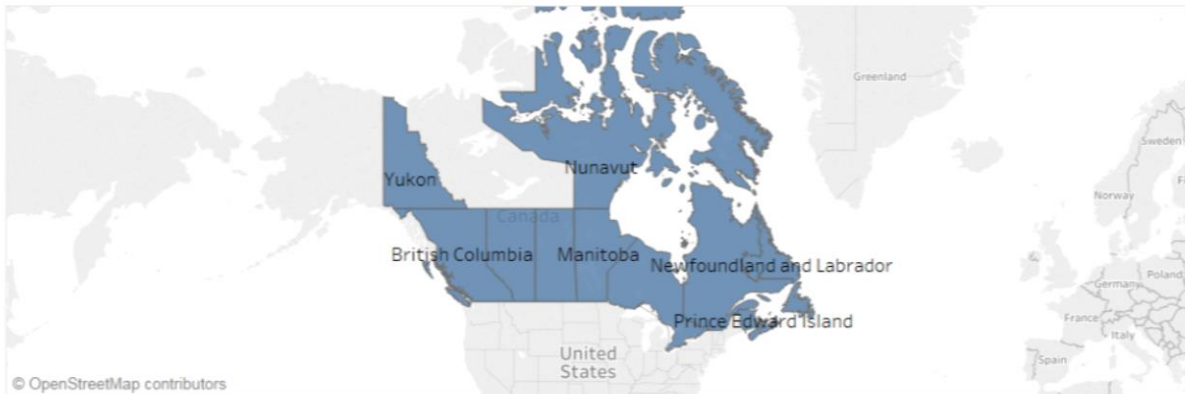 Greenland
Sweden
Norway
Nunavut
Yukon
Canada
British Columbia
Manitoba
Newfoundland and Labrador
Poland
German
France
Prince Edward Island
Italy
United
States
Spain
© OpenStreetMap contributors